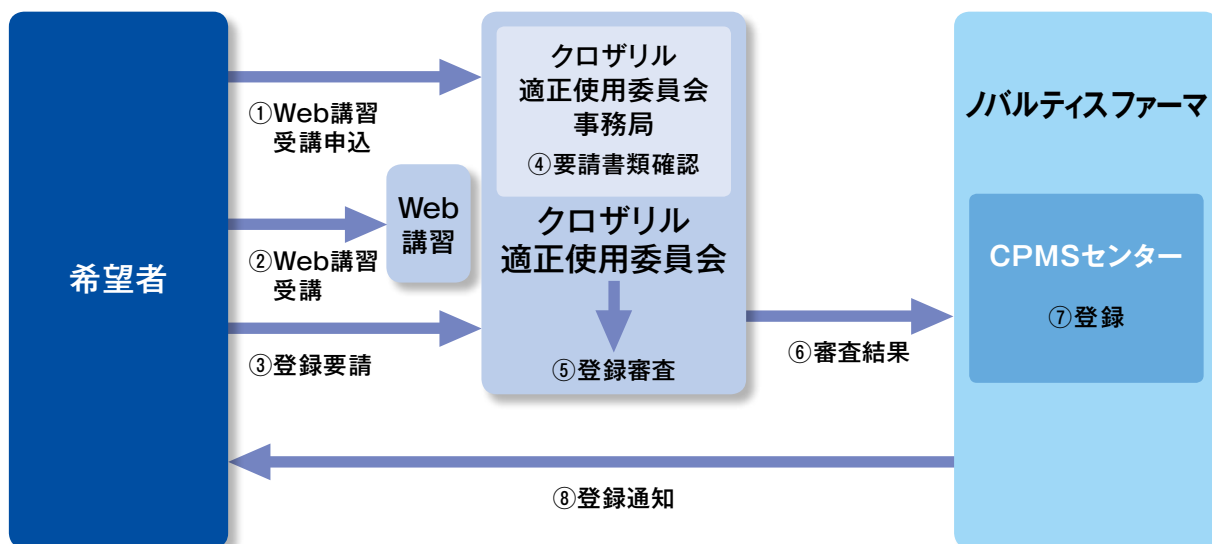 希望者
①Web講習
受講申込
②Web講習
受講
③登録要請
Web
講習
クロザリル
適正使用委員会
事務局
④要請書類確認
クロザリル
適正使用委員会
⑤登録審査
⑥審査結果
ノバルティス ファーマ
CPMSセンター
⑦登録
⑧登録通知